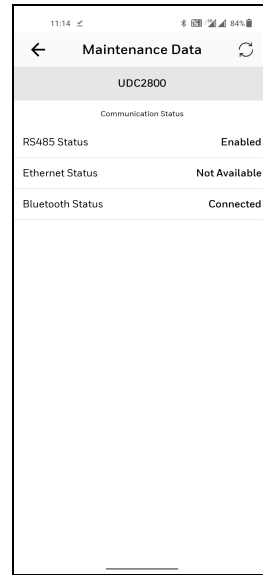 11:14 84%
Maintenance Data
UDC2800
Communication Status
RS485 Status Enabled
Ethernet Status Not Available
Bluetooth Status Connected